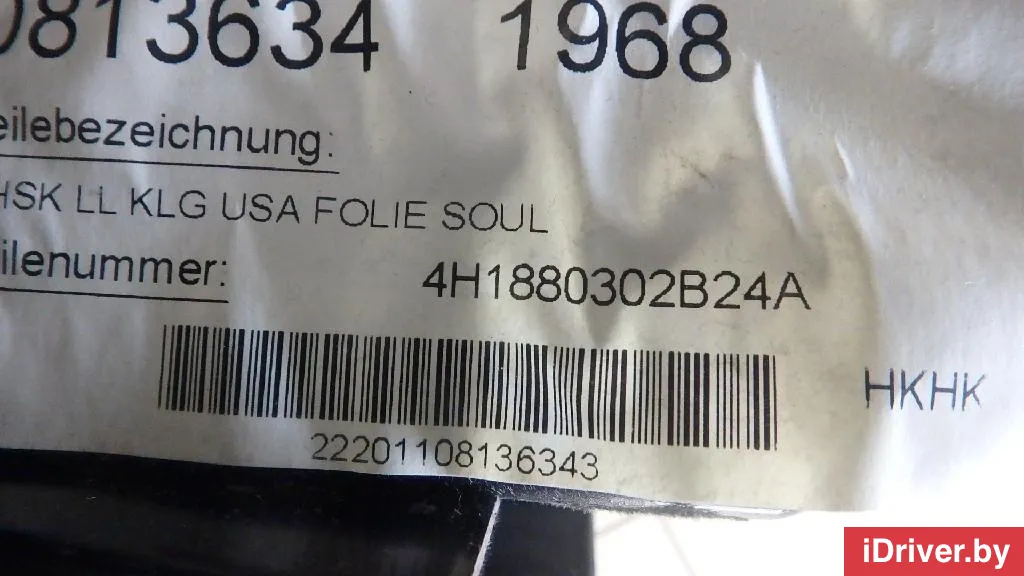 0813634 1968
eilebezeichnung:
HSK LL KLG USA FOLIE SOUL
ilenummer:
4H1880302B24A
HKHK
22201108136343
iDriver.by